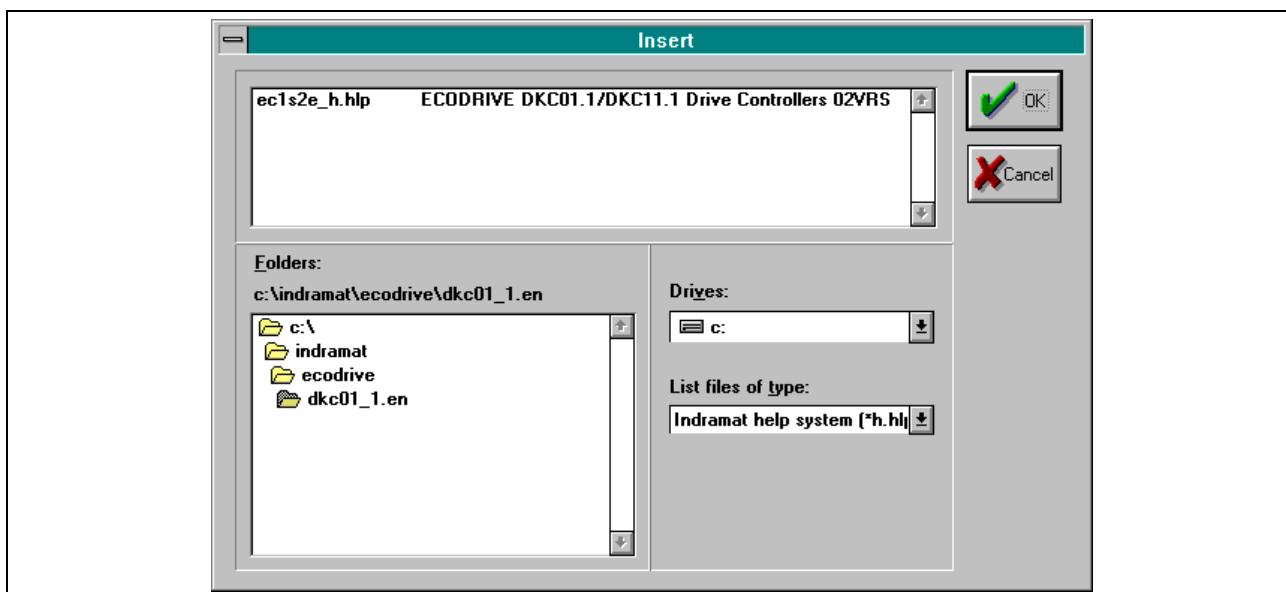 Insert
ec1s2e_h.hlp ECODRIVE DKC01.1/DKC11.1 Drive Controllers 02VRS
OK
Cancel
Folders:
c:\indramat\ecodrive\dkc01_1.en
c:\
indramat
ecodrive
dkc01_1.en
Drives:
c:
List files of type:
Indramat help system (*h.hlp